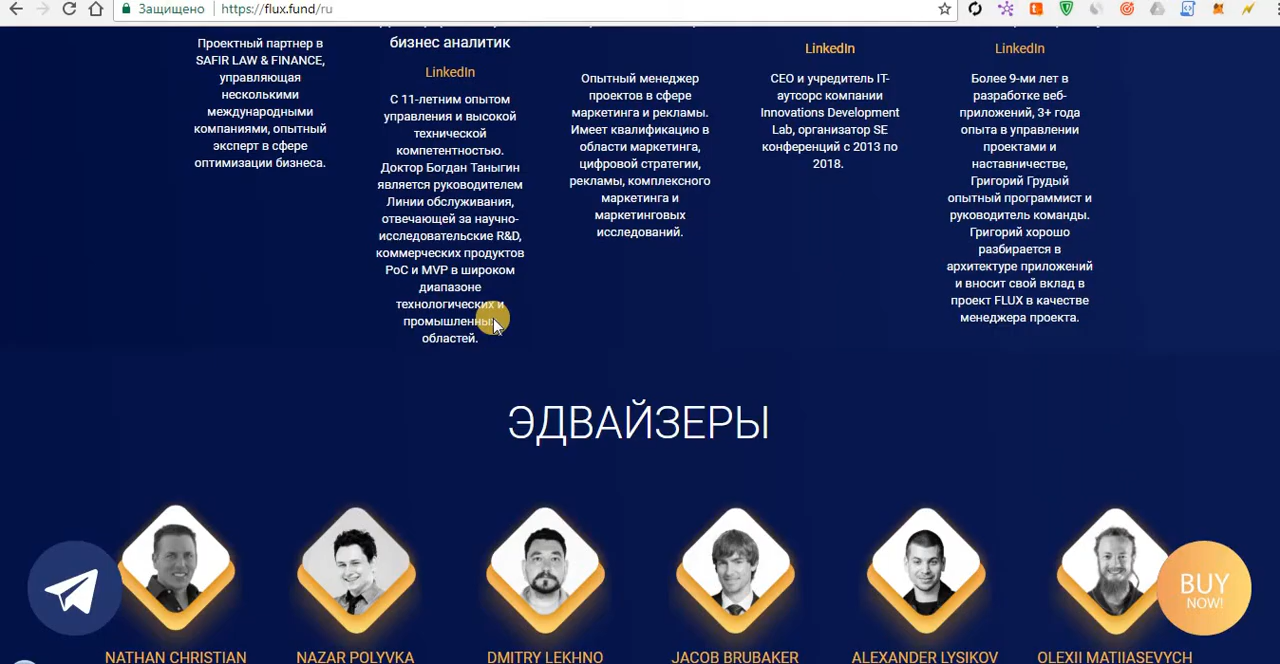 Защищено
https://flux.fund/ru
Проектный партнер в
SAFIR LAW & FINANCE,
управляющая
несколькими
международными
компаниями, опытный
эксперт в сфере
оптимизации бизнеса.
бизнес аналитик
LinkedIn
С 11-летним опытом
управления и высокой
технической
компетентностью.
Доктор Богдан Таныгин
является руководителем
Линии обслуживания,
отвечающей за научно-
исследовательские R&D,
коммерческих продуктов
PoC и MVP в широком
диапазоне
технологических и
промышленных
областей.
Опытный менеджер
проектов в сфере
маркетинга и рекламы.
Имеет квалификацию в
области маркетинга,
цифровой стратегии,
рекламы, комплексного
маркетинга и
маркетинговых
исследований.
LinkedIn
CEO и учредитель IT-
аутсорс компании
Innovations Development
Lab, организатор SE
конференций с 2013 по
2018.
LinkedIn
Более 9-ми лет в
разработке веб-
приложений, 3+ года
опыта в управлении
проектами и
наставничестве,
Григорий Грудый
опытный программист и
руководитель команды.
Григорий хорошо
разбирается в
архитектуре приложений
и вносит свой вклад в
проект FLUX в качестве
менеджера проекта.
ЭДВАЙЗЕРЫ
BUY
NOW!
NATHAN CHRISTIAN
NAZAR POLYVKA
DMITRY LEKHNO
JACOB BRUBAKER
ALEXANDER LYSIKOV
OLEXII MATIIASEVYCH